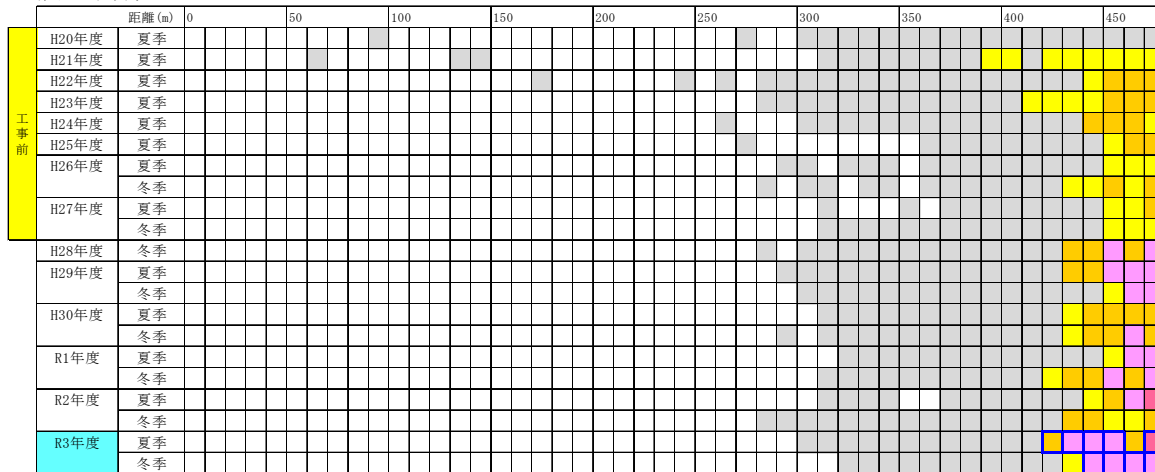 距離(m) 0 50 100 150 200 250 300 350 400 450
工事前
H20年度 夏季
H21年度 夏季
H22年度 夏季
H23年度 夏季
H24年度 夏季
H25年度 夏季
H26年度 夏季
冬季
H27年度 夏季
冬季
H28年度 冬季
H29年度 夏季
冬季
H30年度 夏季
冬季
R1年度 夏季
冬季
R2年度 夏季
冬季
R3年度 夏季
冬季